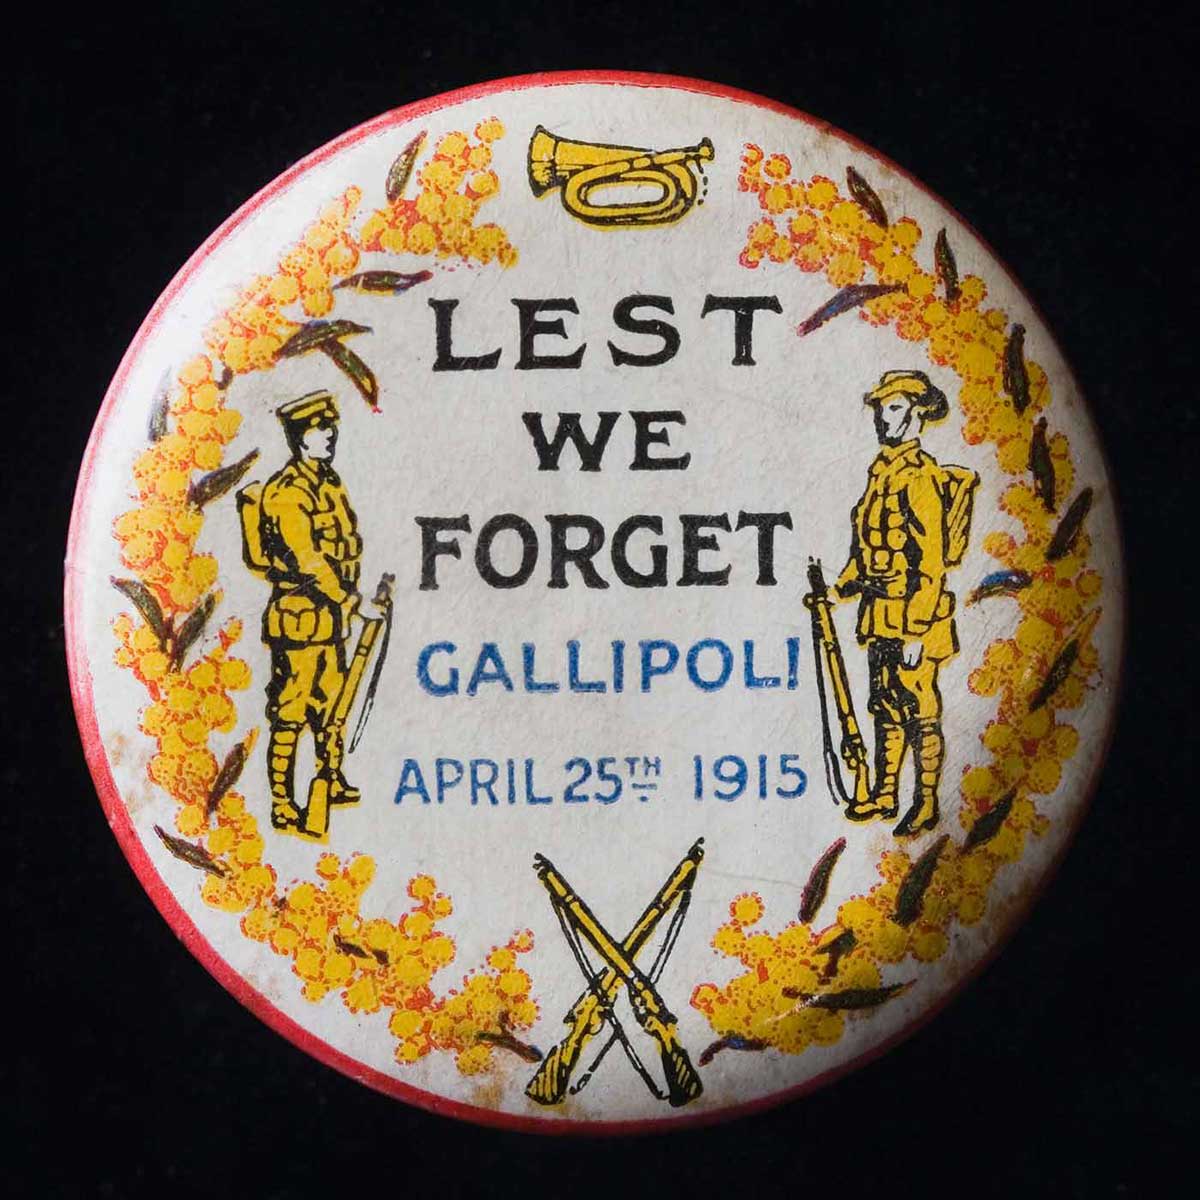 LEST
WE
FORGET
GALLIPOLI
APRIL 25TH 1915